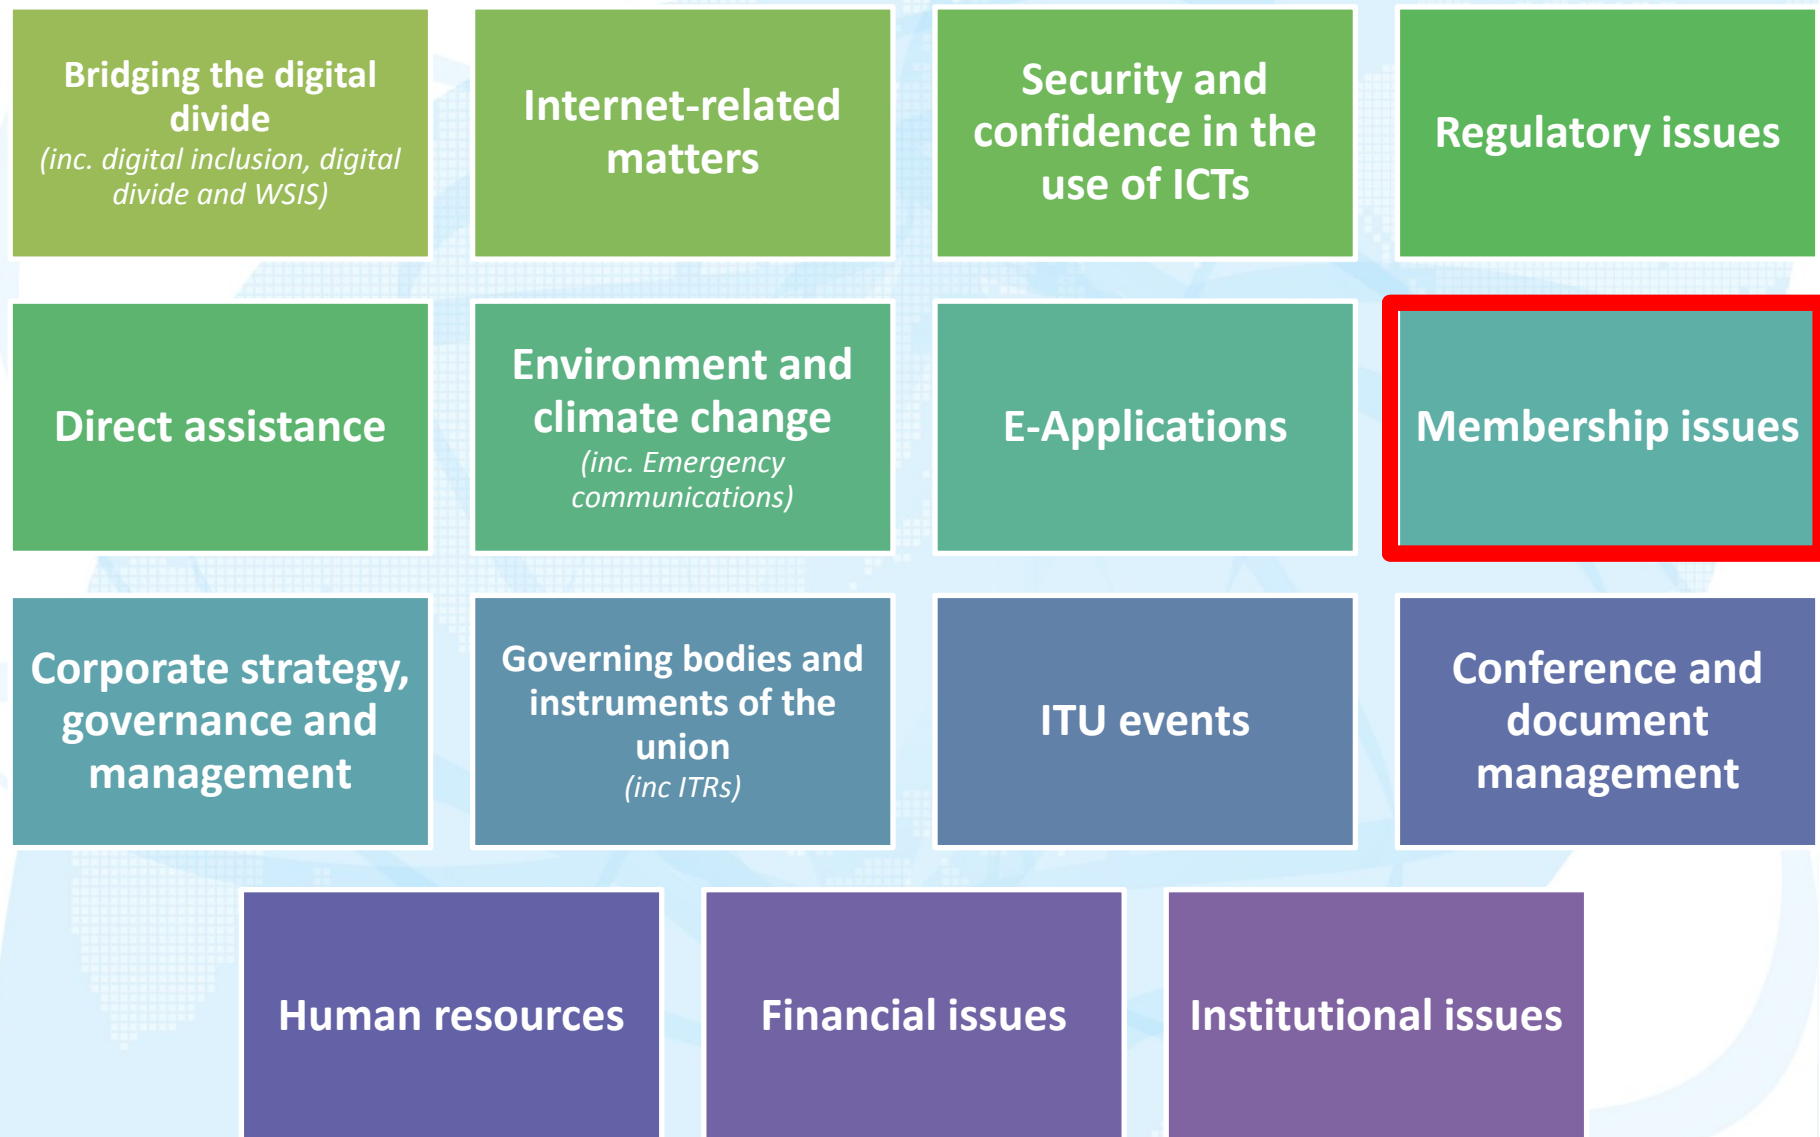 Bridging the digital
divide
(inc. digital inclusion, digital
divide and WSIS)
Internet-related
matters
Security and
confidence in the
use of ICTs
Regulatory issues
Direct assistance
Environment and
climate change
(inc. Emergency
communications)
E-Applications
Membership issues
Corporate strategy,
governance and
management
Governing bodies and
instruments of the
union
(inc ITRs)
ITU events
Conference and
document
management
Human resources
Financial issues
Institutional issues